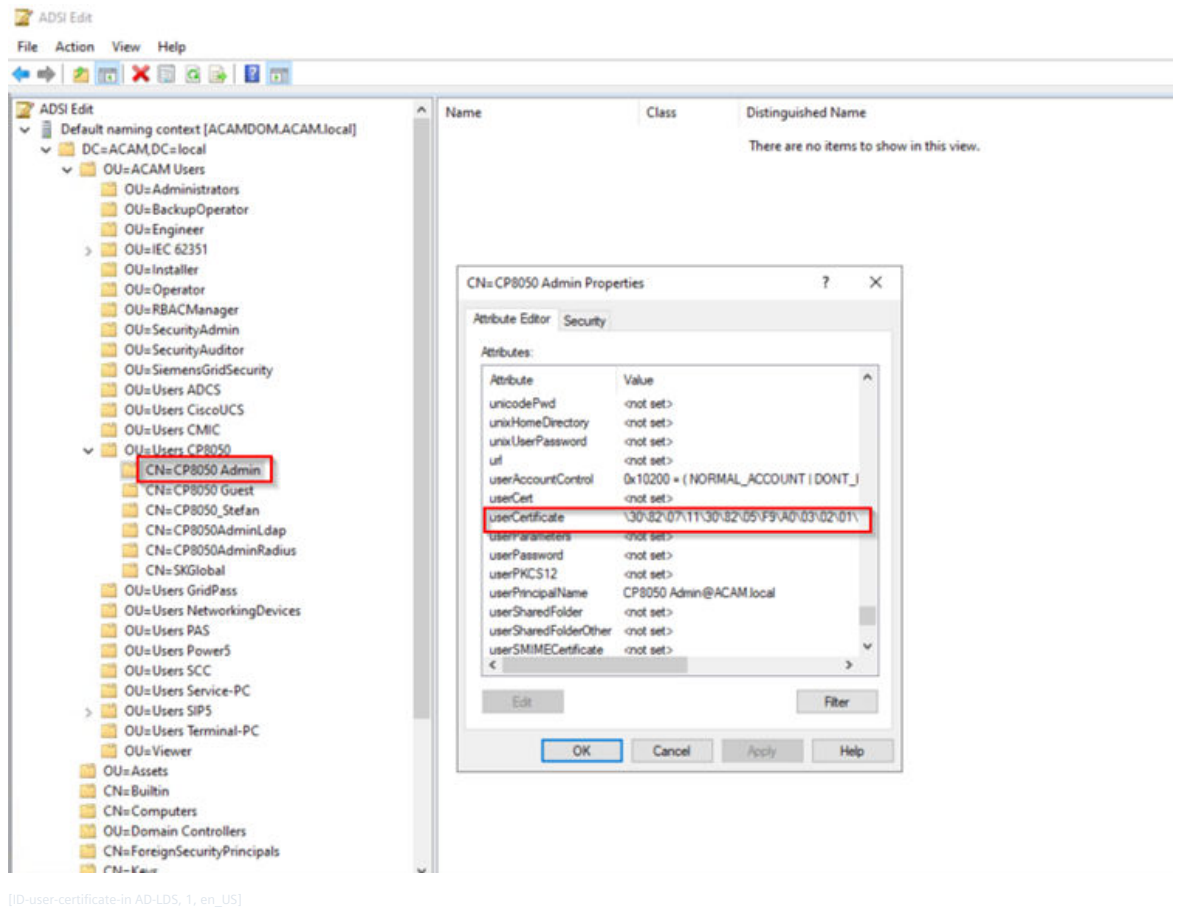 ADSI Edit
File Action View Help
ADSI Edit
Default naming context [ACAMDOM.ACAM.local]
DC=ACAM,DC=local
OU=ACAM Users
OU=Administrators
OU=BackupOperator
OU=Engineer
OU=IEC 62351
OU=Installer
OU=Operator
OU=RBACManager
OU=SecurityAdmin
OU=SecurityAuditor
OU=SiemensGridSecurity
OU=Users ADCS
OU=Users CiscoUCS
OU=Users CMIC
OU=Users CP8050
CN=CP8050 Admin
CN=CP8050 Guest
CN=CP8050_Stefan
CN=CP8050AdminLdap
CN=CP8050AdminRadius
CN=SKGlobal
OU=Users GridPass
OU=Users NetworkingDevices
OU=Users PAS
OU=Users Power5
OU=Users SCC
OU=Users Service-PC
OU=Users SIP5
OU=Users Terminal-PC
OU=Viewer
OU=Assets
CN=Builtin
CN=Computers
OU=Domain Controllers
CN=ForeignSecurityPrincipals
CN=Keys
Name Class Distinguished Name
There are no items to show in this view.
CN=CP8050 Admin Properties ? ×
Attribute Editor Security
Attributes:
Attribute Value
unicodePwd <not set>
unixHomeDirectory <not set>
unixUserPassword <not set>
url <not set>
userAccountControl 0x10200 = ( NORMAL_ACCOUNT | DONT_
userCert <not set>
userCertificate \30\82\07\11\30\82\05\F9\A0\03\02\01\
userParameters <not set>
userPassword <not set>
userPKCS12 <not set>
userPrincipalName CP8050 Admin@ACAM.local
userSharedFolder <not set>
userSharedFolderOther <not set>
userSMIMECertificate <not set>
Edit Filter
OK Cancel Apply Help
[ID-user-certificate-in AD-LDS, 1, en_US]